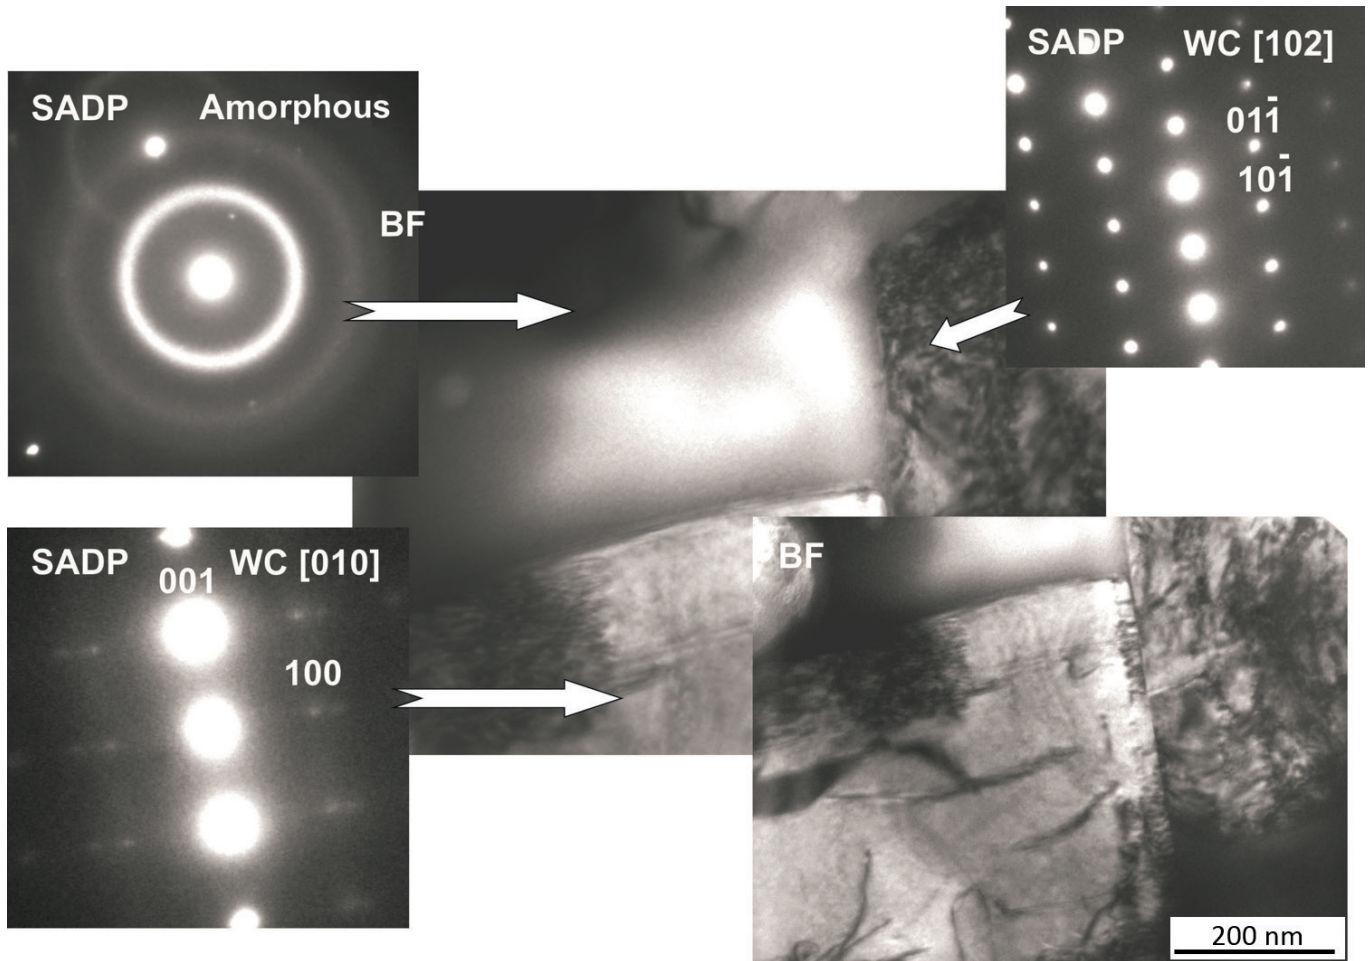 SADP Amorphous
BF
SADP WC [102]
011̄
101̄
SADP WC [010]
001
100
BF
200 nm